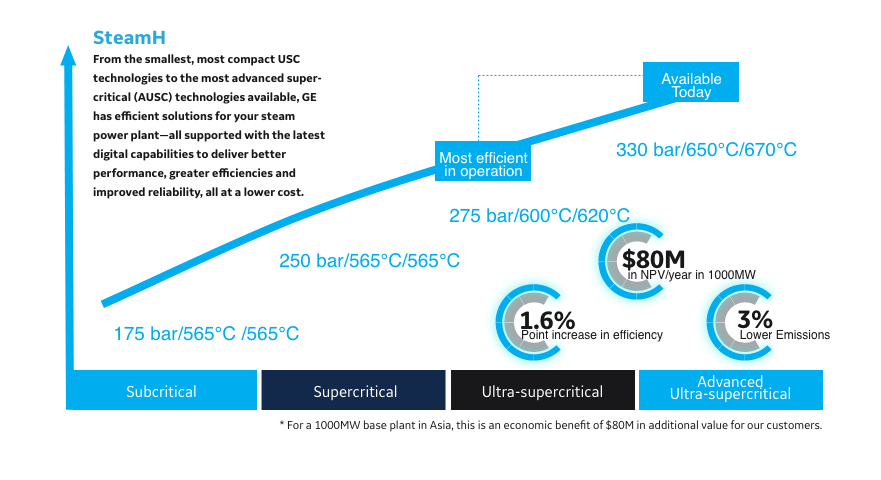 SteamH
From the smallest, most compact USC
technologies to the most advanced super-
critical (AUSC) technologies available, GE
has efficient solutions for your steam
power plant—all supported with the latest
digital capabilities to deliver better
performance, greater efficiencies and
improved reliability, all at a lower cost.
Available
Today
Most efficient
in operation
330 bar/650°C/670°C
275 bar/600°C/620°C
250 bar/565°C/565°C
175 bar/565°C /565°C
$80M
in NPV/year in 1000MW
1.6%
Point increase in efficiency
3%
Lower Emissions
Subcritical
Supercritical
Ultra-supercritical
Advanced
Ultra-supercritical
* For a 1000MW base plant in Asia, this is an economic benefit of $80M in additional value for our customers.